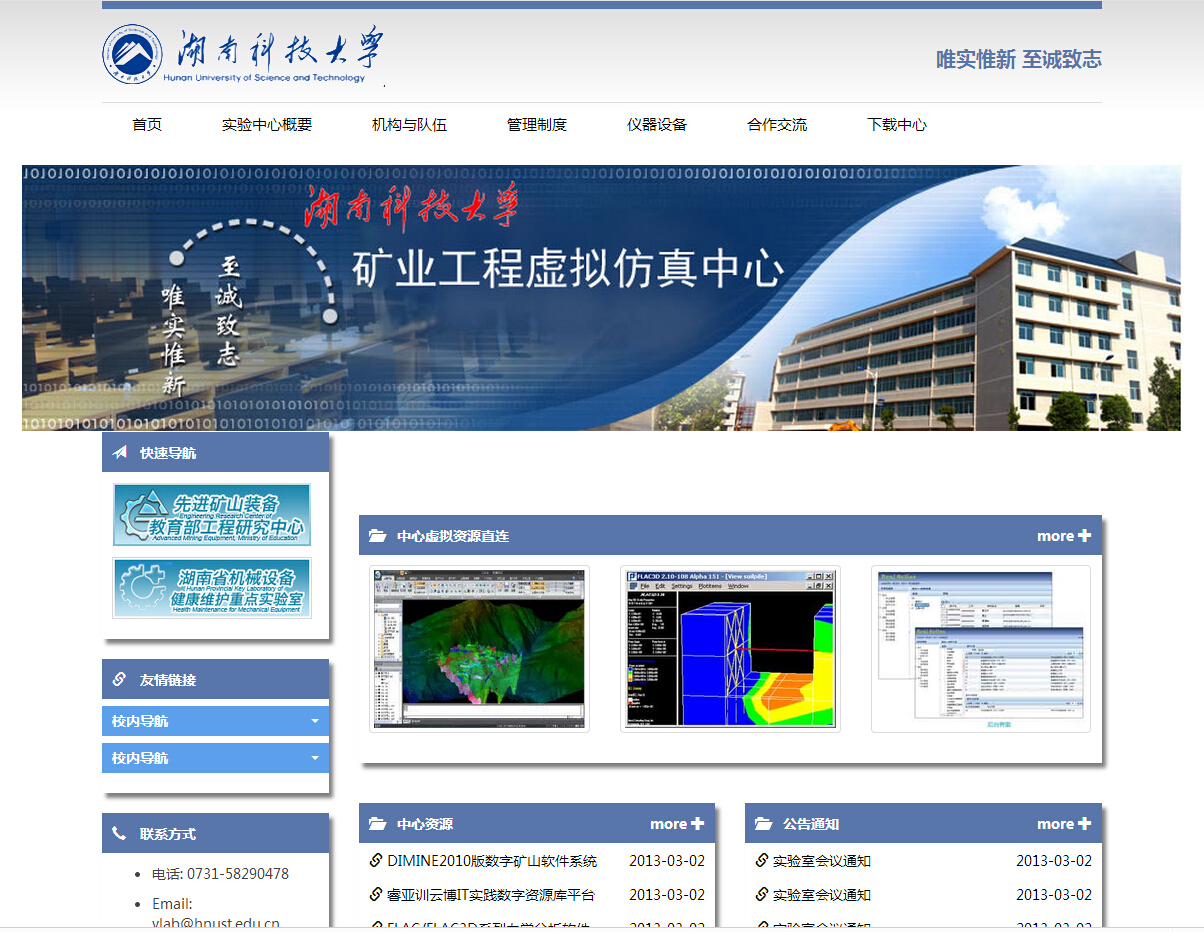 湖南科技大学
Hunan University of Science and Technology
唯实惟新 至诚致志
首页 实验中心概要 机构与队伍 管理制度 仪器设备 合作交流 下载中心
湖南科技大学
矿业工程虚拟仿真中心
唯实惟新
至诚致志
快速导航
先进矿山装备
Engineering Research Center of
教育部工程研究中心
Advanced Mining Equipment, Ministry of Education
湖南省机械设备
Hunan Provincial Key Laboratory of
健康维护重点实验室
Health Maintenance for Mechanical Equipment
友情链接
校内导航
校内导航
联系方式
电话: 0731-58290478
Email:
vlab@hnust.edu.cn
中心虚拟资源直连 more
FLAC3D 2.10-108 Alpha 151 - [View soilpde]
File Edit Settings Plotitems Window
中心资源 more
DIMINE2010版数字矿山软件系统 2013-03-02
睿亚训云博IT实践数字资源库平台 2013-03-02
FLAC/FLAC3D系列力学分析软件 2013-03-02
公告通知 more
实验室会议通知 2013-03-02
实验室会议通知 2013-03-02
实验室会议通知 2013-03-02